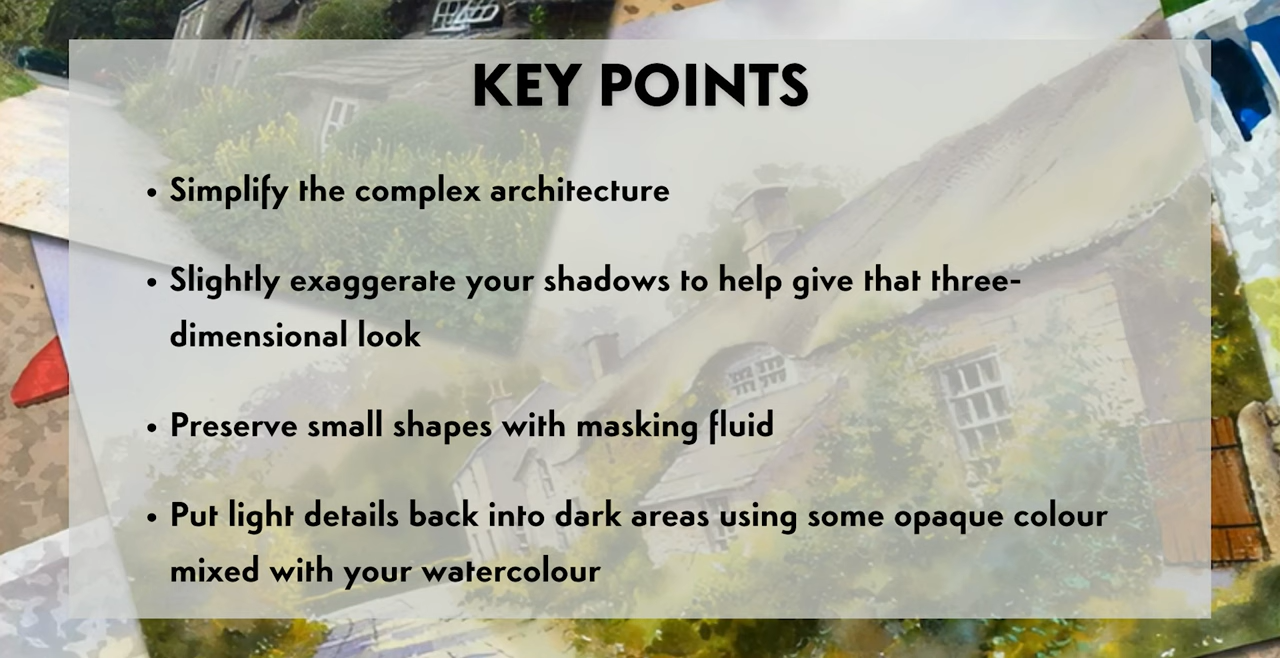 KEY POINTS
• Simplify the complex architecture
• Slightly exaggerate your shadows to help give that three-
dimensional look
• Preserve small shapes with masking fluid
• Put light details back into dark areas using some opaque colour
mixed with your watercolour